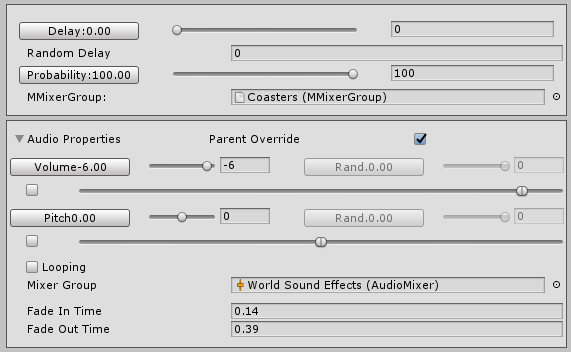 Delay:0.00 0
Random Delay 0
Probability:100.00 100
MMixerGroup: Coasters (MMixerGroup)
Audio Properties Parent Override
Volume-6.00 -6 Rand.0.00 0
Pitch0.00 0 Rand.0.00 0
Looping
Mixer Group World Sound Effects (AudioMixer)
Fade In Time 0.14
Fade Out Time 0.39